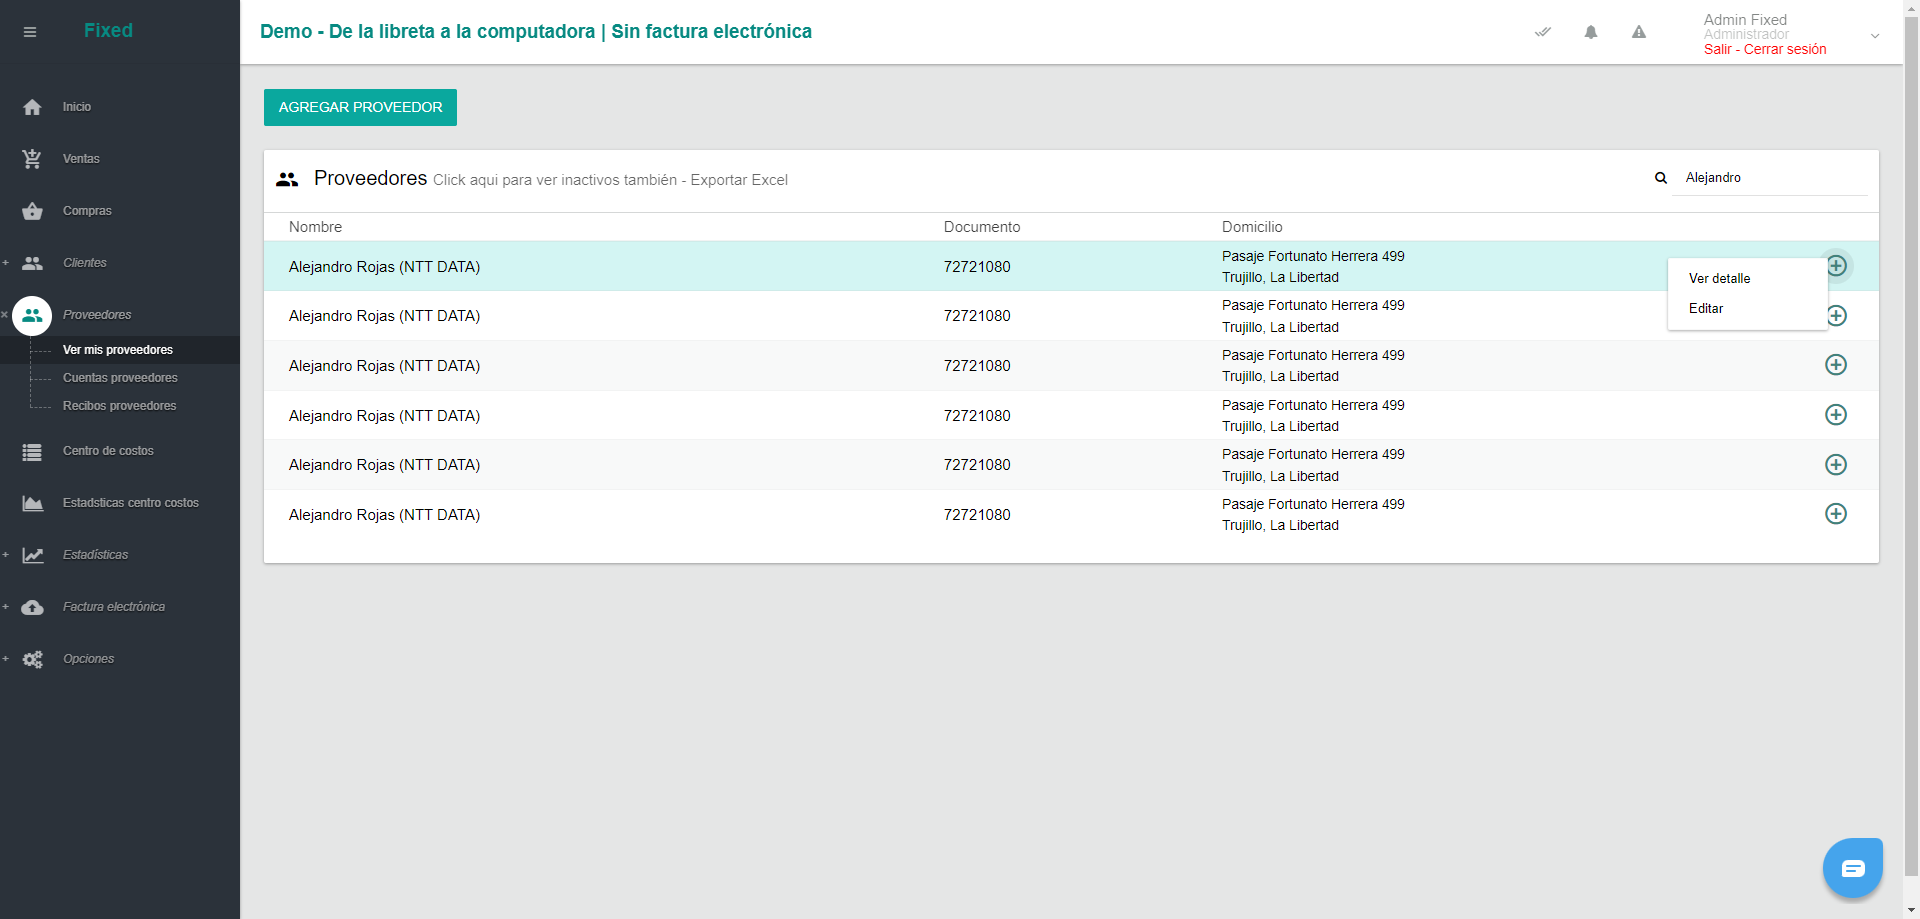 Fixed
Demo - De la libreta a la computadora | Sin factura electrónica
Admin Fixed
Administrador
Salir - Cerrar sesión
Inicio
Ventas
Compras
+ Clientes
× Proveedores
Ver mis proveedores
Cuentas proveedores
Recibos proveedores
Centro de costos
Estadsticas centro costos
+ Estadísticas
+ Factura electrónica
+ Opciones
AGREGAR PROVEEDOR
Proveedores Click aqui para ver inactivos también - Exportar Excel
Alejandro
Nombre Documento Domicilio
Alejandro Rojas (NTT DATA) 72721080 Pasaje Fortunato Herrera 499
Trujillo, La Libertad
Ver detalle
Editar
Alejandro Rojas (NTT DATA) 72721080 Pasaje Fortunato Herrera 499
Trujillo, La Libertad
Alejandro Rojas (NTT DATA) 72721080 Pasaje Fortunato Herrera 499
Trujillo, La Libertad
Alejandro Rojas (NTT DATA) 72721080 Pasaje Fortunato Herrera 499
Trujillo, La Libertad
Alejandro Rojas (NTT DATA) 72721080 Pasaje Fortunato Herrera 499
Trujillo, La Libertad
Alejandro Rojas (NTT DATA) 72721080 Pasaje Fortunato Herrera 499
Trujillo, La Libertad